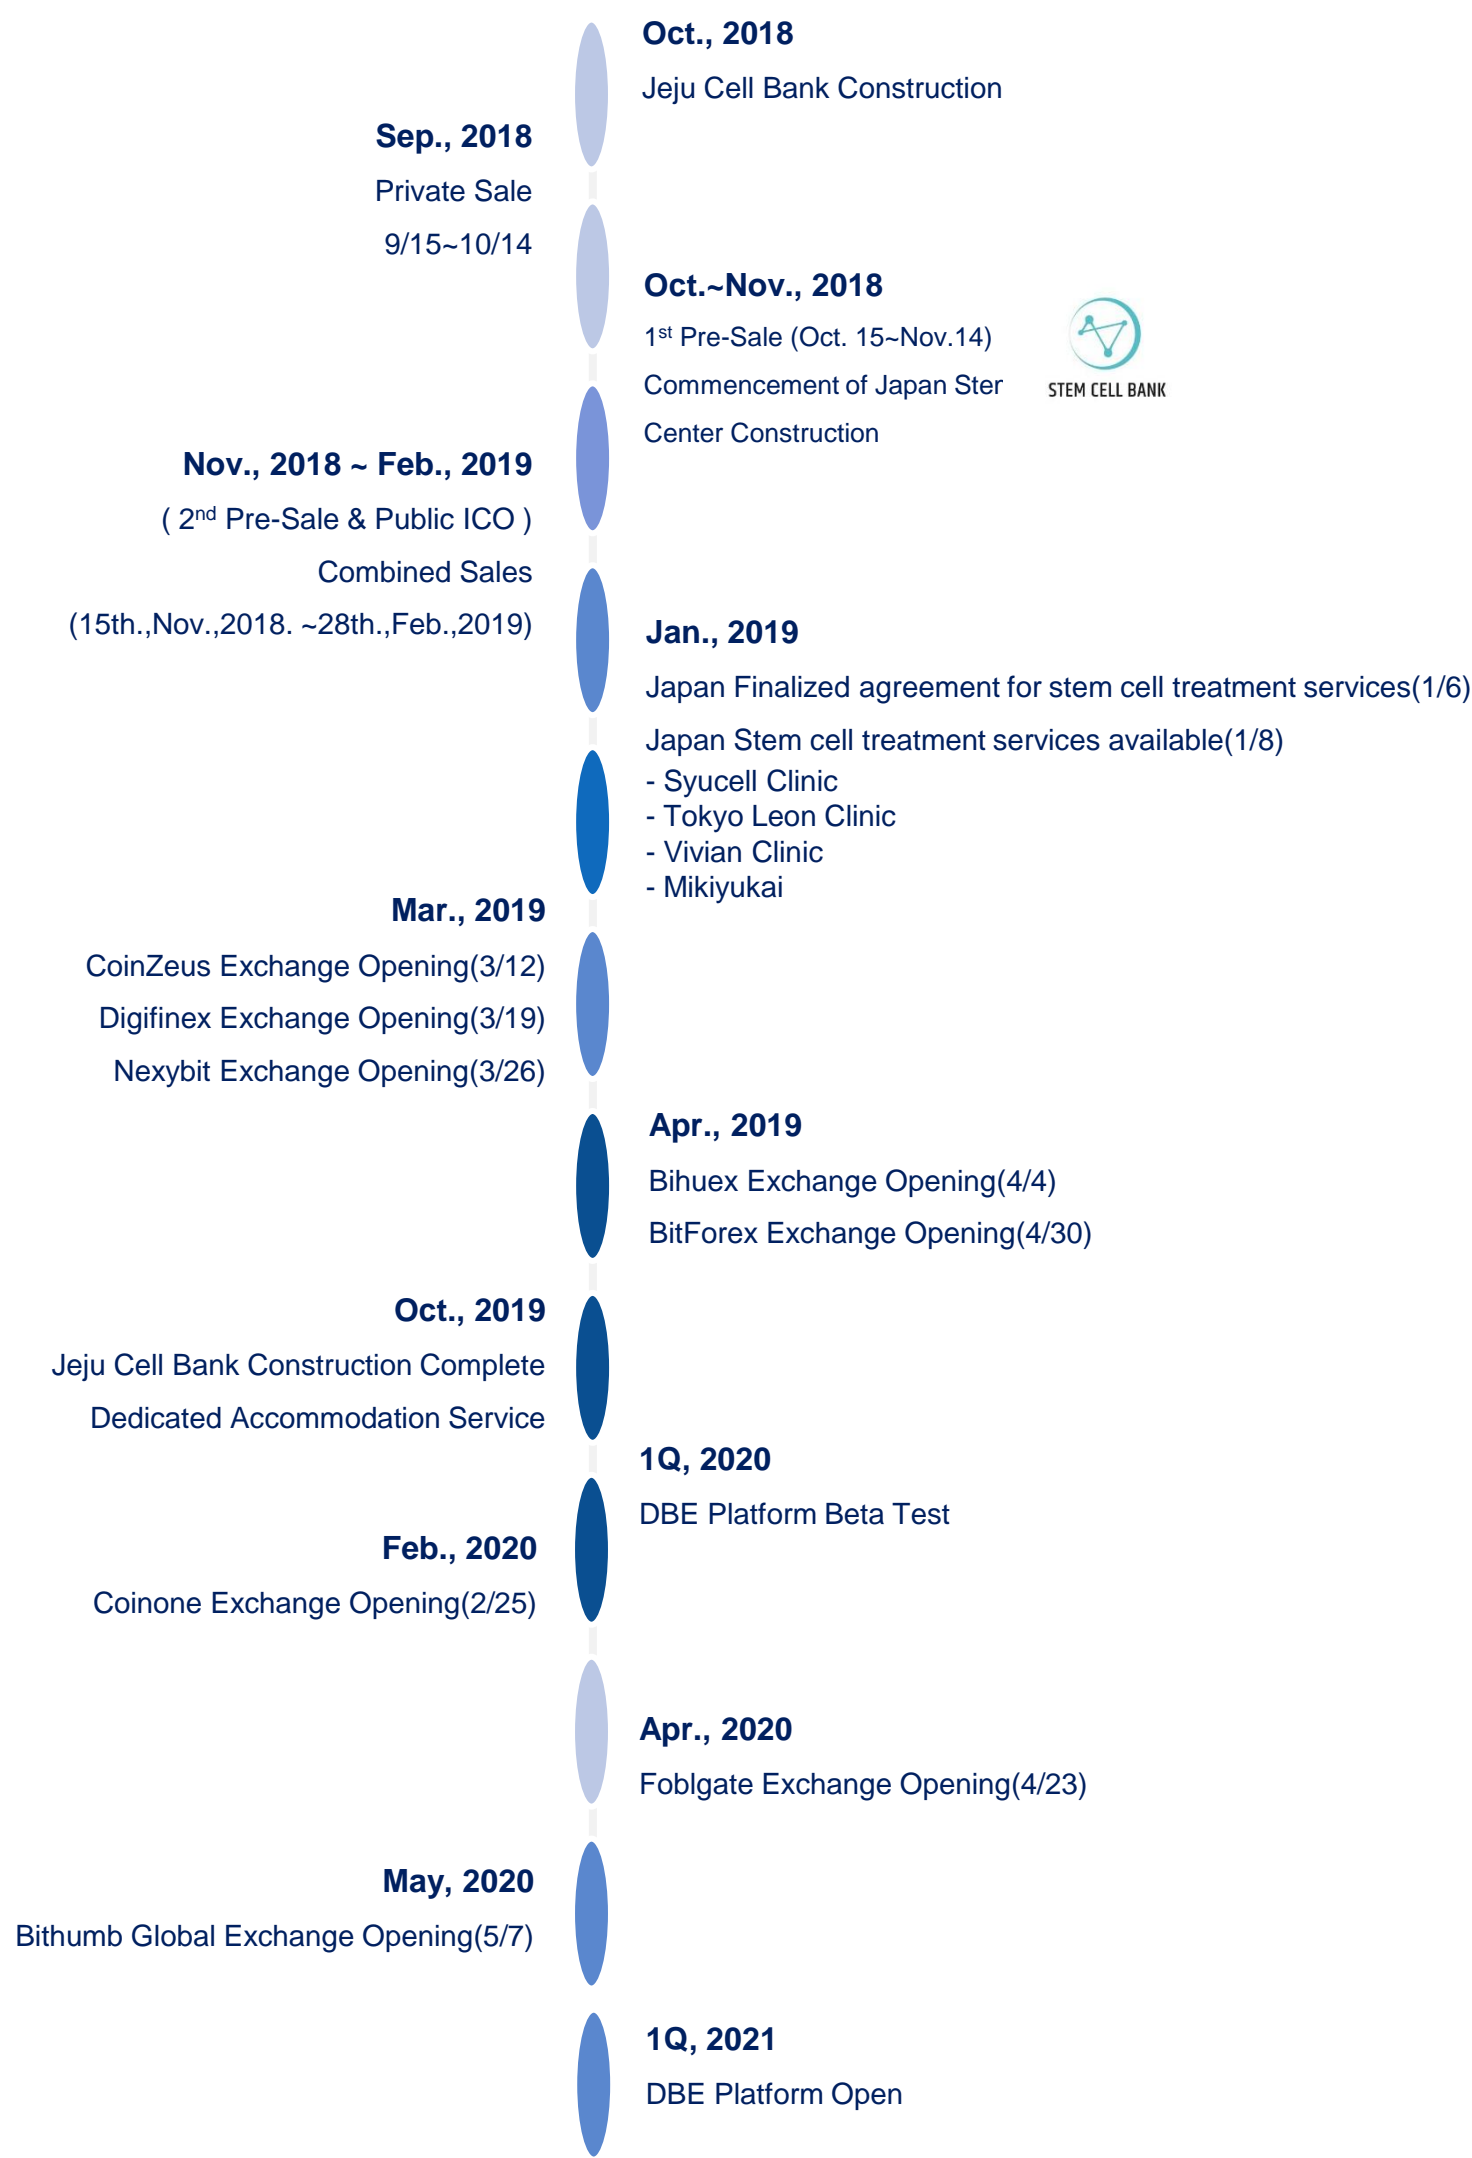 Oct., 2018
Jeju Cell Bank Construction
Sep., 2018
Private Sale
9/15~10/14
Oct.~Nov., 2018
1st Pre-Sale (Oct. 15~Nov.14)
Commencement of Japan Ster
Center Construction
STEM CELL BANK
Nov., 2018 ~ Feb., 2019
( 2nd Pre-Sale & Public ICO )
Combined Sales
(15th.,Nov.,2018. ~28th.,Feb.,2019)
Jan., 2019
Japan Finalized agreement for stem cell treatment services(1/6)
Japan Stem cell treatment services available(1/8)
- Syucell Clinic
- Tokyo Leon Clinic
- Vivian Clinic
- Mikiyukai
Mar., 2019
CoinZeus Exchange Opening(3/12)
Digifinex Exchange Opening(3/19)
Nexybit Exchange Opening(3/26)
Apr., 2019
Bihuex Exchange Opening(4/4)
BitForex Exchange Opening(4/30)
Oct., 2019
Jeju Cell Bank Construction Complete
Dedicated Accommodation Service
1Q, 2020
DBE Platform Beta Test
Feb., 2020
Coinone Exchange Opening(2/25)
Apr., 2020
Foblgate Exchange Opening(4/23)
May, 2020
Bithumb Global Exchange Opening(5/7)
1Q, 2021
DBE Platform Open